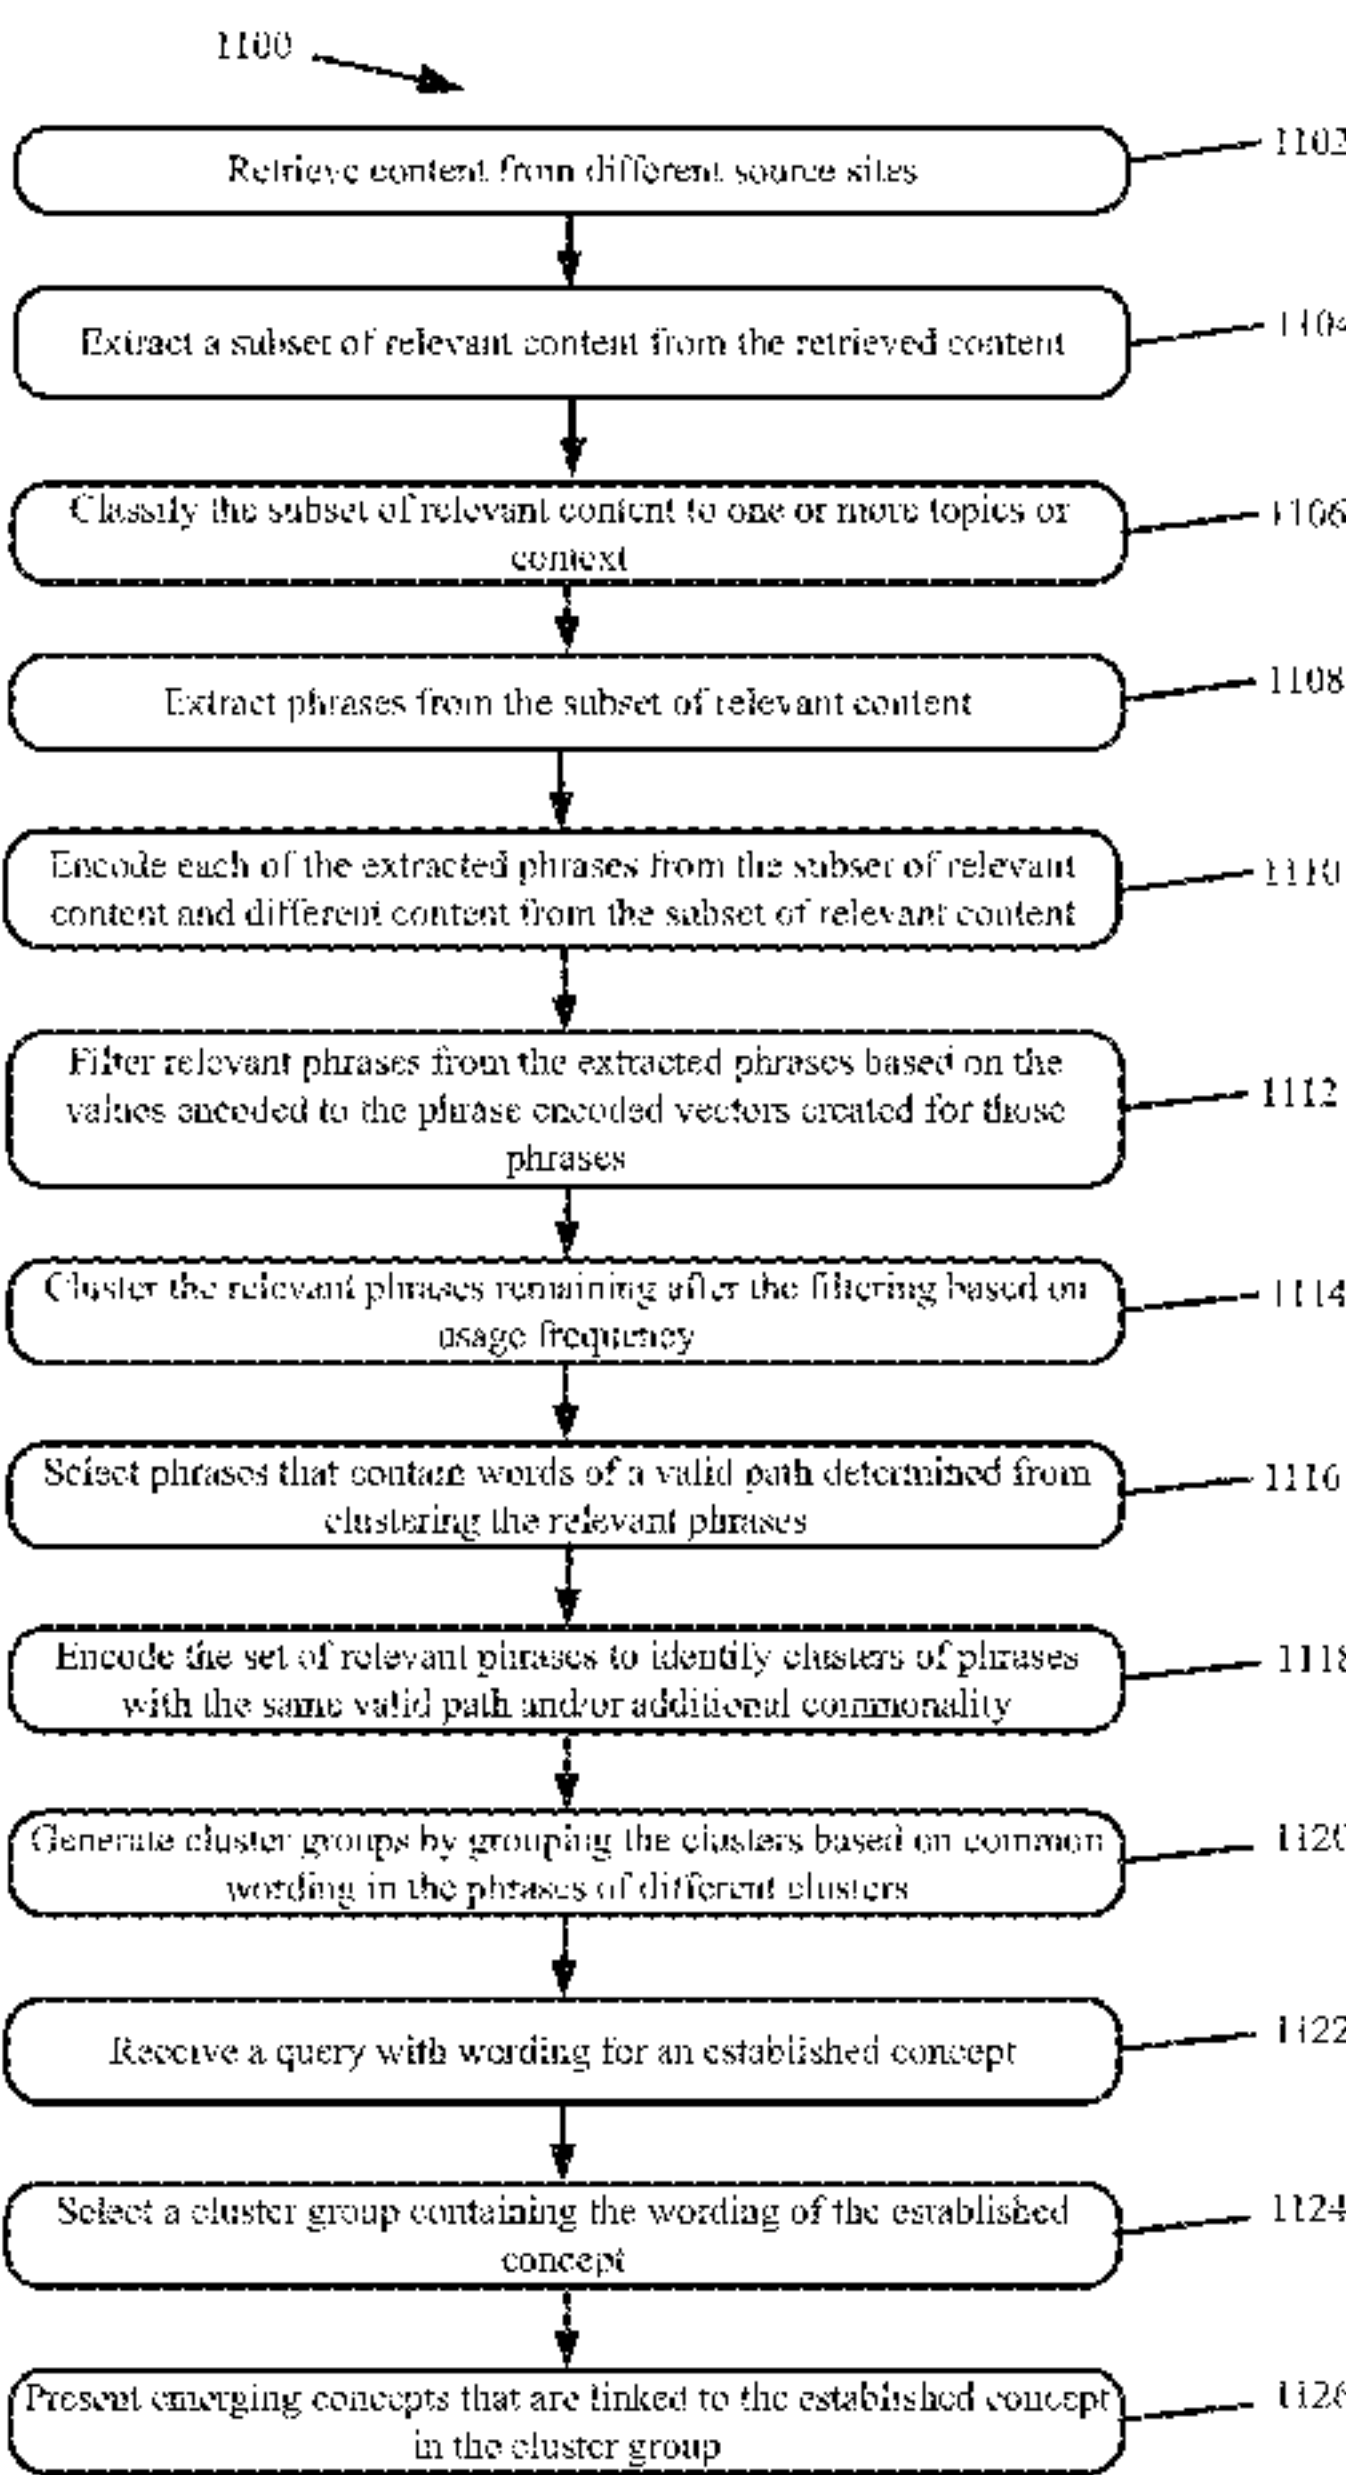 1100
Retrieve content from different source sites
1102
Extract a subset of relevant content from the retrieved content
1104
Classify the subset of relevant content to one or more topics or
context
1106
Extract phrases from the subset of relevant content
1108
Encode each of the extracted phrases from the subset of relevant
content and different content from the subset of relevant content
1110
Filter relevant phrases from the extracted phrases based on the
values encoded to the phrase encoded vectors created for those
phrases
1112
Cluster the relevant phrases remaining after the filtering based on
usage frequency
1114
Select phrases that contain words of a valid path determined from
clustering the relevant phrases
1116
Encode the set of relevant phrases to identify clusters of phrases
with the same valid path and/or additional commonality
1118
Generate cluster groups by grouping the clusters based on common
wording in the phrases of different clusters
1120
Receive a query with wording for an established concept
1122
Select a cluster group containing the wording of the established
concept
1124
Present emerging concepts that are linked to the established concept
in the cluster group
1126